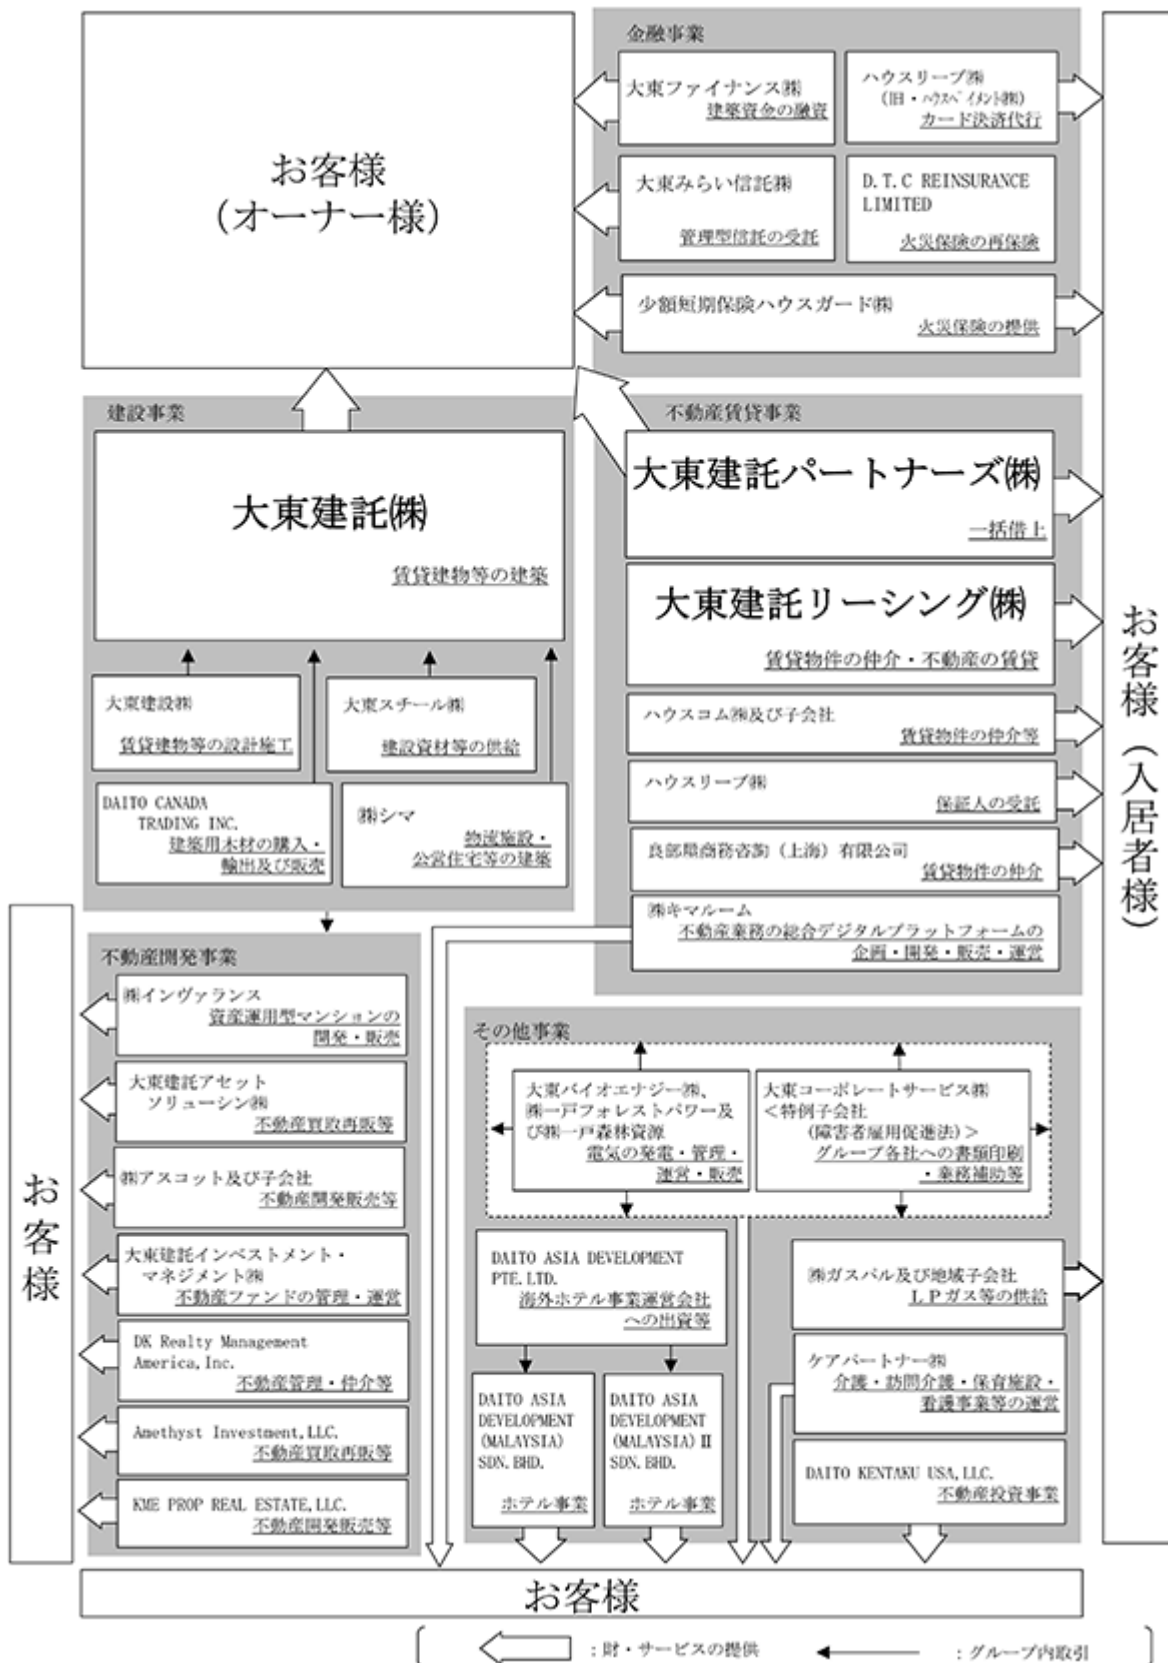 お客様
（オーナー様）
金融事業
大東ファイナンス㈱
建築資金の融資
ハウスリーブ㈱
（旧・ハウスペイメント㈱）
カード決済代行
大東みらい信託㈱
管理型信託の受託
D.T.C REINSURANCE
LIMITED
火災保険の再保険
少額短期保険ハウスガード㈱
火災保険の提供
建設事業
大東建託㈱
賃貸建物等の建築
大東建設㈱
賃貸建物等の設計施工
大東スチール㈱
建設資材等の供給
DAITO CANADA
TRADING INC.
建築用木材の購入・
輸出及び販売
㈱シマ
物流施設・
公営住宅等の建築
不動産賃貸事業
大東建託パートナーズ㈱
一括借上
大東建託リーシング㈱
賃貸物件の仲介・不動産の賃貸
ハウスコム㈱及び子会社
賃貸物件の仲介等
ハウスリーブ㈱
保証人の受託
良部屋商務咨詢（上海）有限公司
賃貸物件の仲介
㈱キマルーム
不動産業務の総合デジタルプラットフォームの
企画・開発・販売・運営
お客様（入居者様）
お客様
不動産開発事業
㈱インヴァランス
資産運用型マンションの
開発・販売
大東建託アセット
ソリューシン㈱
不動産買取再販等
㈱アスコット及び子会社
不動産開発販売等
大東建託インベストメント・
マネジメント㈱
不動産ファンドの管理・運営
DK Realty Management
America,Inc.
不動産管理・仲介等
Amethyst Investment,LLC.
不動産買取再販等
KME PROP REAL ESTATE,LLC.
不動産開発販売等
その他事業
大東バイオエナジー㈱、
㈱一戸フォレストパワー及
び㈱一戸森林資源
電気の発電・管理・
運営・販売
大東コーポレートサービス㈱
＜特例子会社
（障害者雇用促進法）＞
グループ各社への書類印刷
・業務補助等
DAITO ASIA DEVELOPMENT
PTE.LTD.
海外ホテル事業運営会社
への出資等
DAITO ASIA
DEVELOPMENT
(MALAYSIA)
SDN.BHD.
ホテル事業
DAITO ASIA
DEVELOPMENT
(MALAYSIA)Ⅱ
SDN.BHD.
ホテル事業
㈱ガスパル及び地域子会社
ＬＰガス等の供給
ケアパートナー㈱
介護・訪問介護・保育施設・
看護事業等の運営
DAITO KENTAKU USA,LLC.
不動産投資事業
お客様
：財・サービスの提供
：グループ内取引